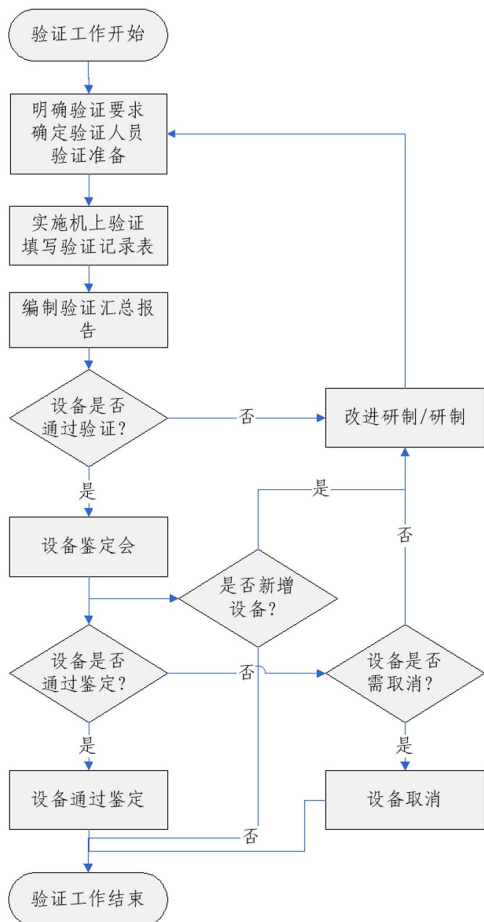 验证工作开始
明确验证要求
确定验证人员
验证准备
实施机上验证
填写验证记录表
编制验证汇总报
告
设备是否
通过验证?
否
改进研制/研制
是
是
设备鉴定会
否
是否新增
设备?
设备是否
通过鉴定?
否
设备是否
需取消?
是
是
设备通过鉴定
设备取消
否
验证工作结束